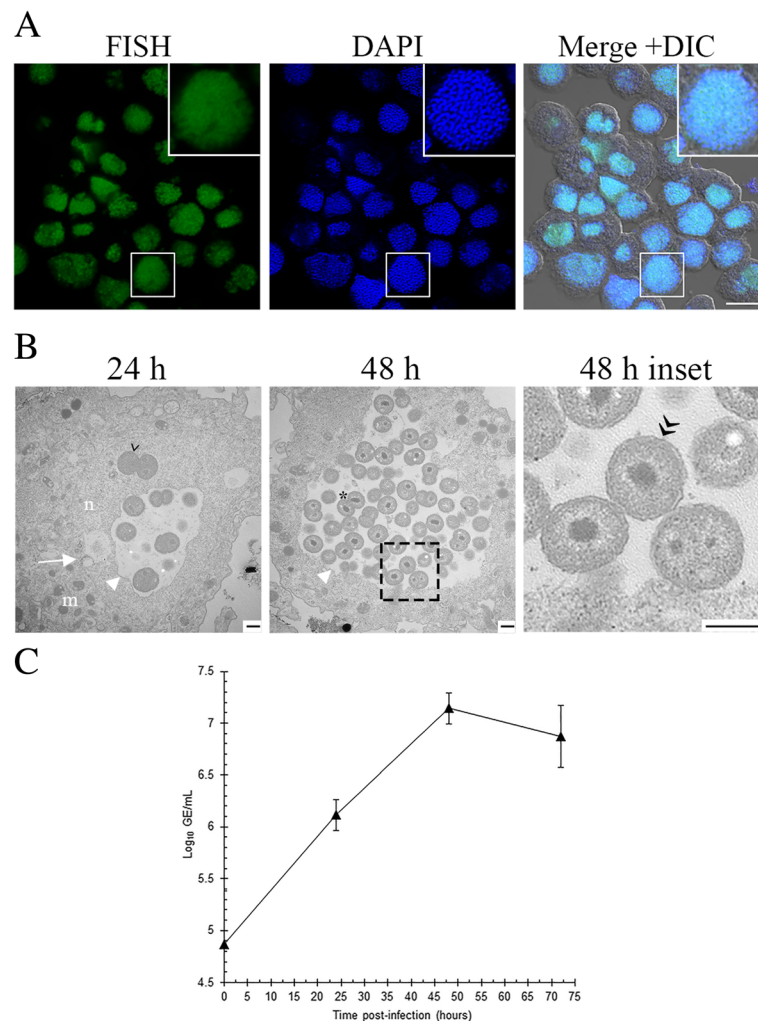 A
FISH DAPI Merge +DIC
B
24 h 48 h 48 h inset
n
*
m
C
7.5
7
6.5
6
5.5
5
4.5
Log10 GE/mL
0 5 10 15 20 25 30 35 40 45 50 55 60 65 70 75
Time post-infection (hours)